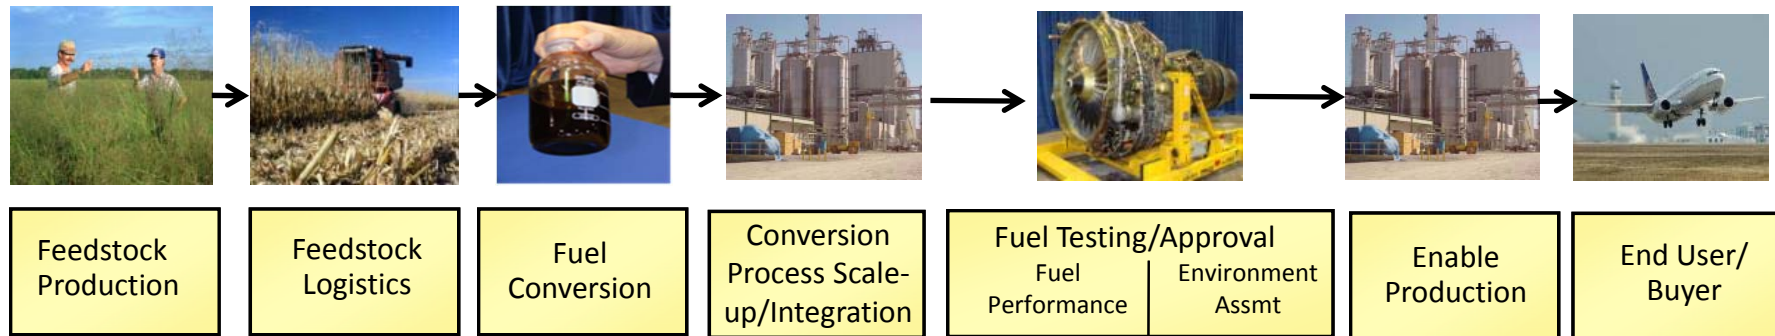 Feedstock
Production
Feedstock
Logistics
Fuel
Conversion
Conversion
Process Scale-
up/Integration
Fuel Testing/Approval
Fuel
Performance
Environment
Assmt
Enable
Production
End User/
Buyer